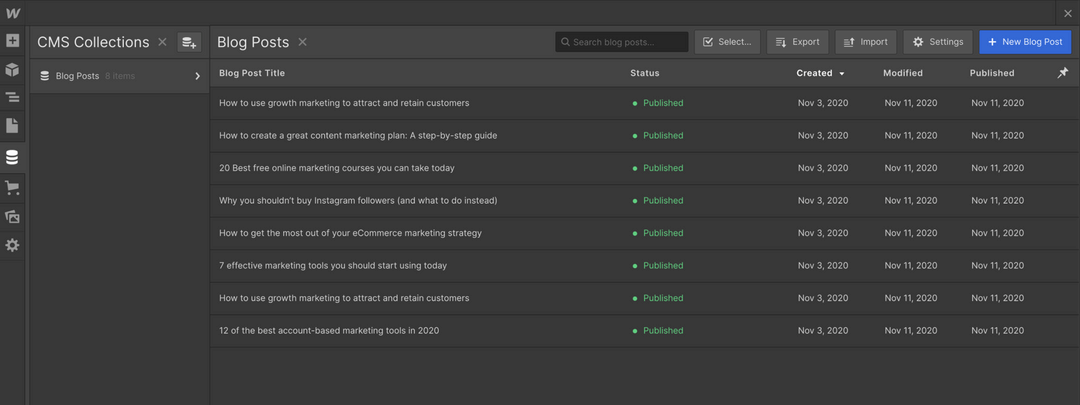 CMS Collections
Blog Posts 8 items
Blog Posts
Search blog posts...
Select...
Export
Import
Settings
+ New Blog Post
Blog Post Title Status Created Modified Published
How to use growth marketing to attract and retain customers Published Nov 3, 2020 Nov 11, 2020 Nov 11, 2020
How to create a great content marketing plan: A step-by-step guide Published Nov 3, 2020 Nov 11, 2020 Nov 11, 2020
20 Best free online marketing courses you can take today Published Nov 3, 2020 Nov 11, 2020 Nov 11, 2020
Why you shouldn't buy Instagram followers (and what to do instead) Published Nov 3, 2020 Nov 11, 2020 Nov 11, 2020
How to get the most out of your eCommerce marketing strategy Published Nov 3, 2020 Nov 11, 2020 Nov 11, 2020
7 effective marketing tools you should start using today Published Nov 3, 2020 Nov 11, 2020 Nov 11, 2020
How to use growth marketing to attract and retain customers Published Nov 3, 2020 Nov 11, 2020 Nov 11, 2020
12 of the best account-based marketing tools in 2020 Published Nov 3, 2020 Nov 11, 2020 Nov 11, 2020